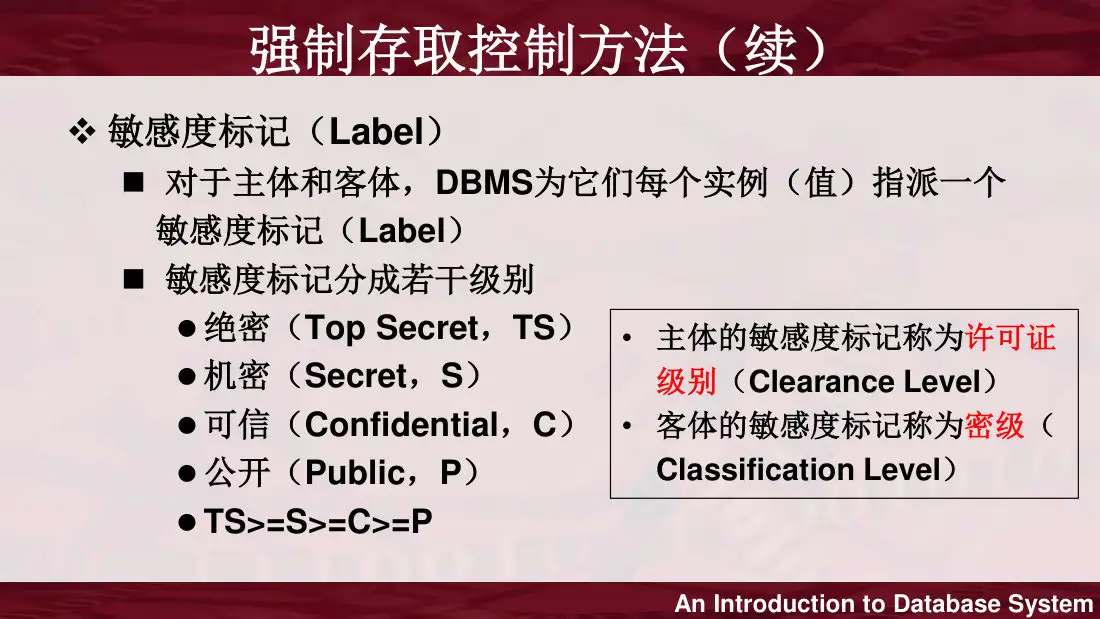 强制存取控制方法（续）
❖ 敏感度标记（Label）
■ 对于主体和客体，DBMS为它们每个实例（值）指派一个
敏感度标记（Label）
■ 敏感度标记分成若干级别
● 绝密（Top Secret，TS）
● 机密（Secret，S）
● 可信（Confidential，C）
● 公开（Public，P）
● TS>=S>=C>=P
• 主体的敏感度标记称为许可证
级别（Clearance Level）
• 客体的敏感度标记称为密级（
Classification Level）
An Introduction to Database System